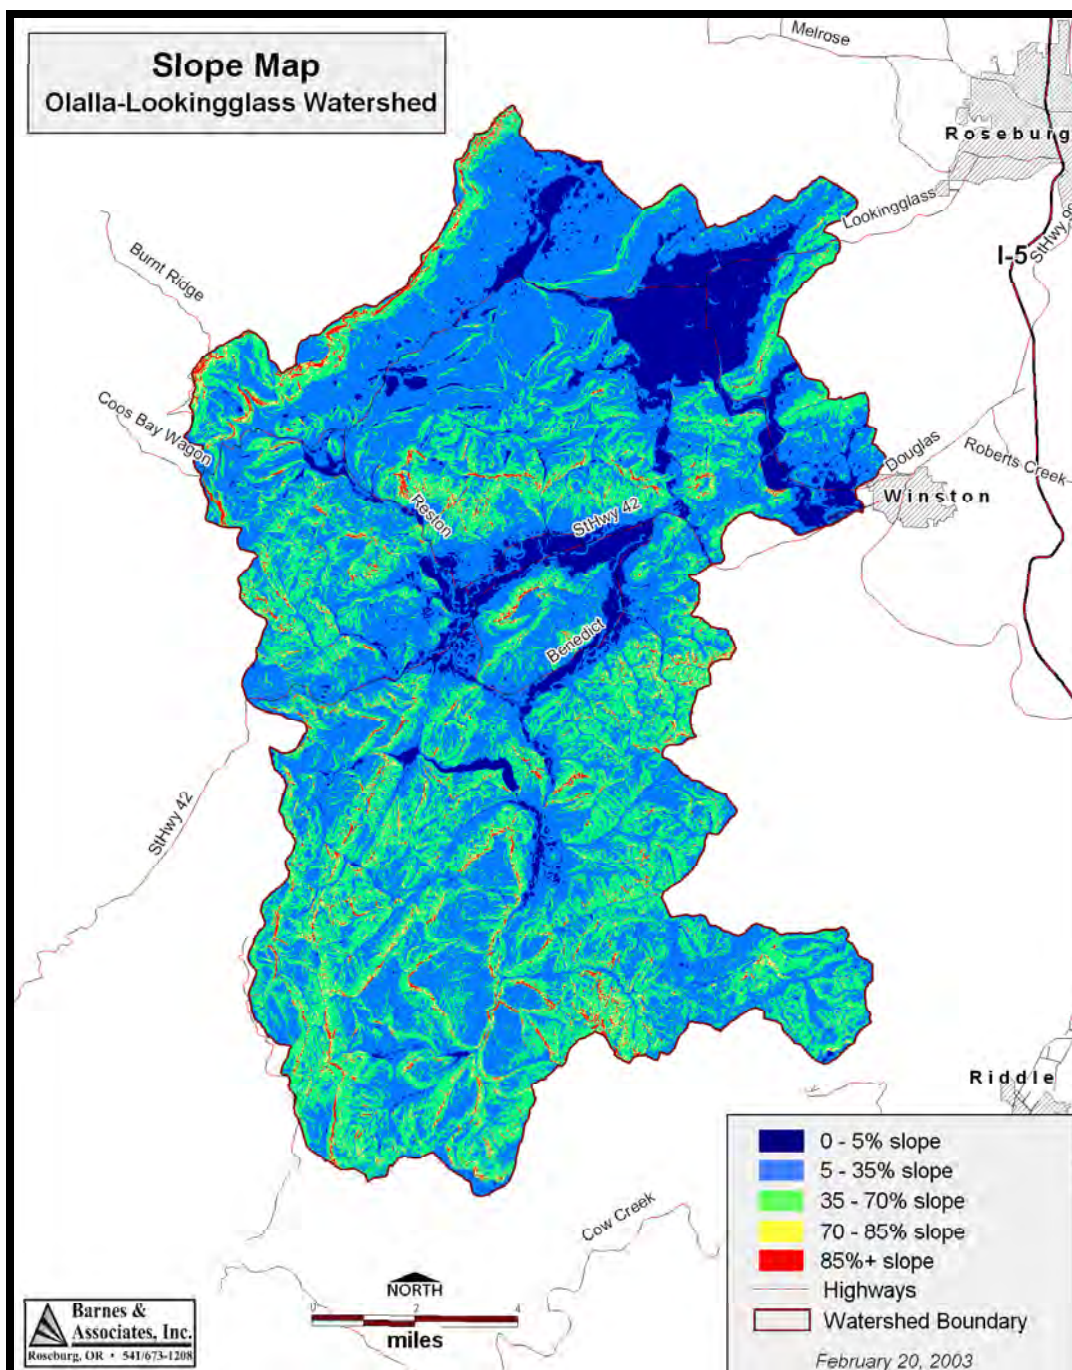 Slope Map
Olalla-Lookingglass Watershed
Melrose
Roseburg
Lookingglass
I-5
StHwy 9
Burnt Ridge
Coos Bay Wagon
Reston
StHwy 42
Douglas
Roberts Creek
Winston
Benedict
StHwy 42
Riddle
Cow Creek
0 - 5% slope
5 - 35% slope
35 - 70% slope
70 - 85% slope
85%+ slope
Highways
Watershed Boundary
February 20, 2003
NORTH
0 2 4
miles
Barnes &
Associates, Inc.
Roseburg, OR • 541/673-1208